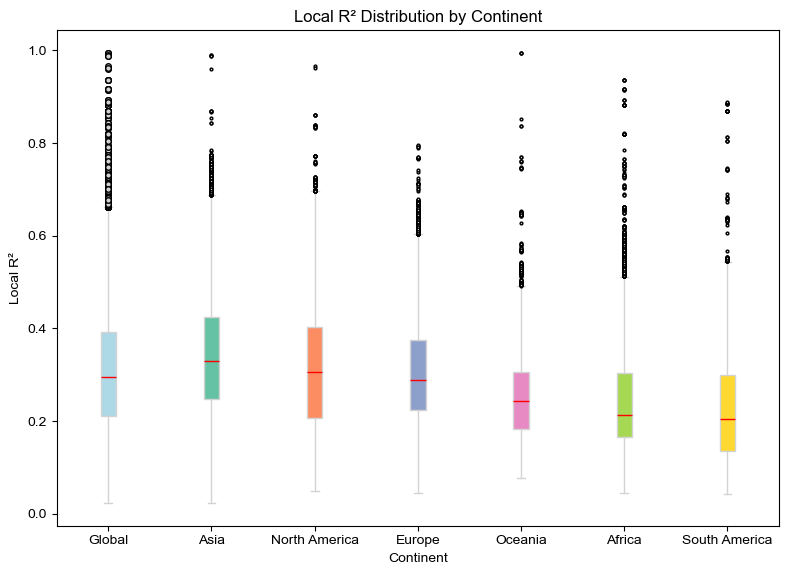 Local R² Distribution by Continent
Local R²
1.0
0.8
0.6
0.4
0.2
0.0
Global
Asia
North America
Europe
Oceania
Africa
South America
Continent